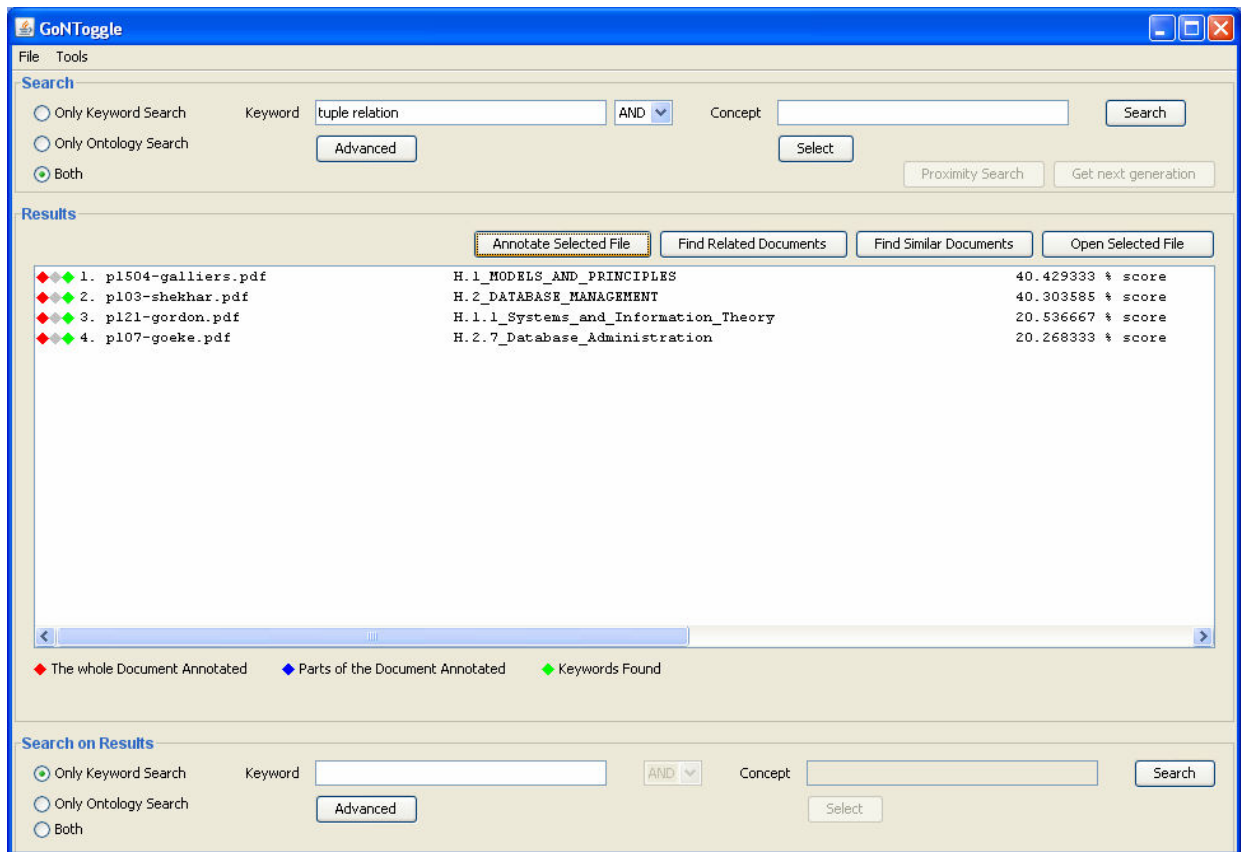 GoNToggle
File Tools
Search
Only Keyword Search Keyword tuple relation AND Concept Search
Only Ontology Search Advanced Select
Both Proximity Search Get next generation
Results
Annotate Selected File Find Related Documents Find Similar Documents Open Selected File
1. p1504-galliers.pdf H.1_MODELS_AND_PRINCIPLES 40.429333 % score
2. p103-shekhar.pdf H.2_DATABASE_MANAGEMENT 40.303585 % score
3. p121-gordon.pdf H.1.1_Systems_and_Information_Theory 20.536667 % score
4. p107-goeke.pdf H.2.7_Database_Administration 20.268333 % score
The whole Document Annotated Parts of the Document Annotated Keywords Found
Search on Results
Only Keyword Search Keyword AND Concept Search
Only Ontology Search Advanced Select
Both